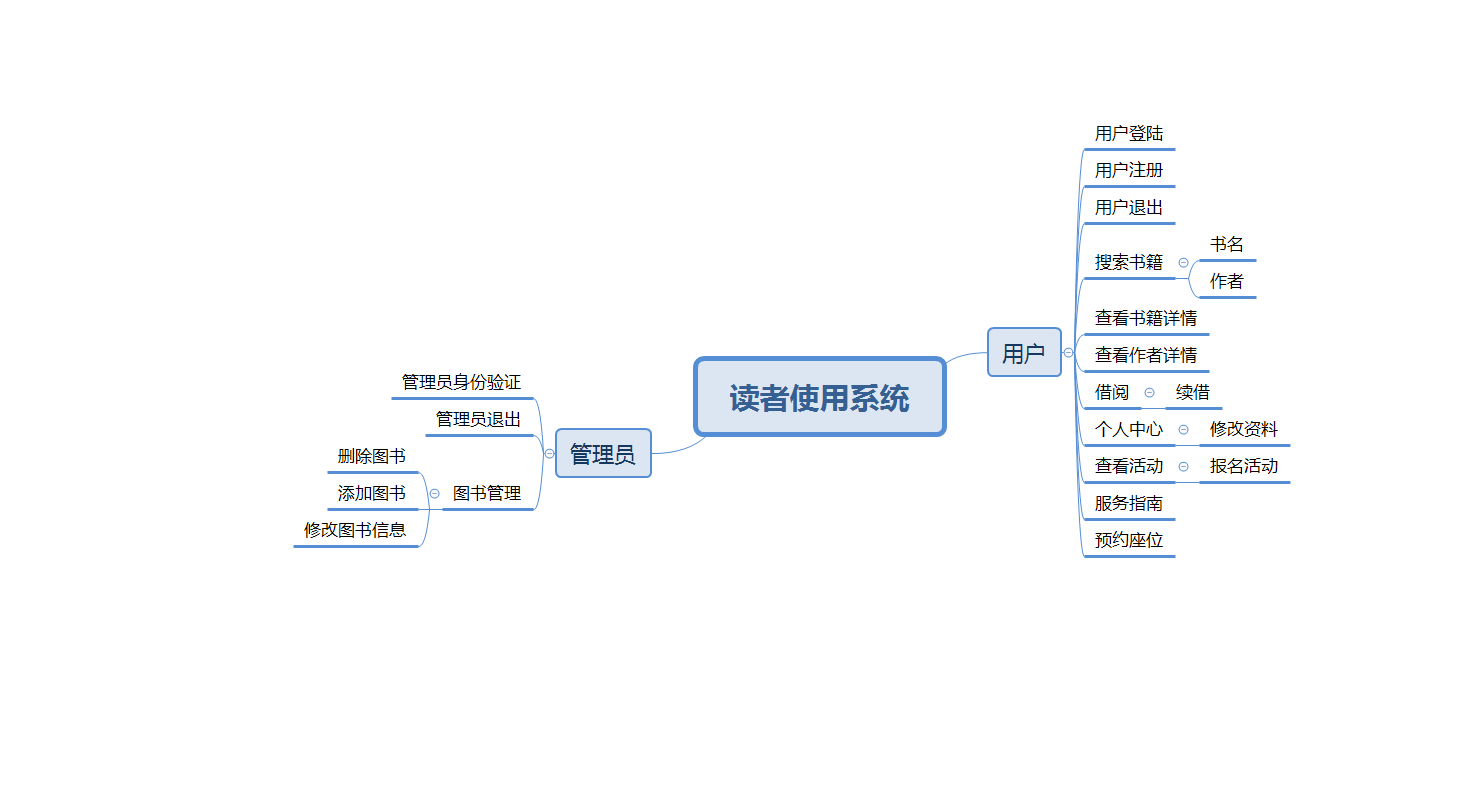 读者使用系统
用户
用户登陆
用户注册
用户退出
搜索书籍
书名
作者
查看书籍详情
查看作者详情
借阅
续借
个人中心
修改资料
查看活动
报名活动
服务指南
预约座位
管理员
管理员身份验证
管理员退出
图书管理
删除图书
添加图书
修改图书信息